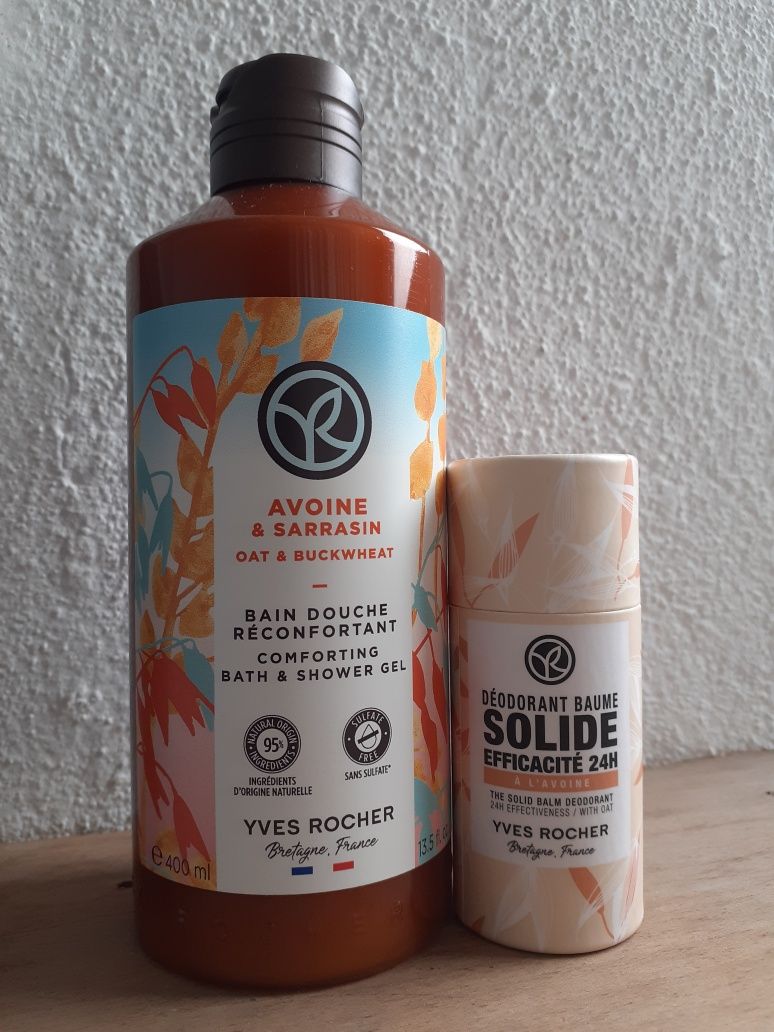 AVOINE
& SARRASIN
OAT & BUCKWHEAT
BAIN DOUCHE
RÉCONFORTANT
COMFORTING
BATH & SHOWER GEL
NATURAL ORIGIN
95%
INGREDIENTS
INGRÉDIENTS
D'ORIGINE NATURELLE
SULFATE
FREE
SANS SULFATE*
YVES ROCHER
Bretagne, France
e 400 ml
13.5 fl.
DÉODORANT BAUME
SOLIDE
EFFICACITÉ 24H
À L'AVOINE
THE SOLID BALM DEODORANT
24H EFFECTIVENESS / WITH OAT
YVES ROCHER
Bretagne, France